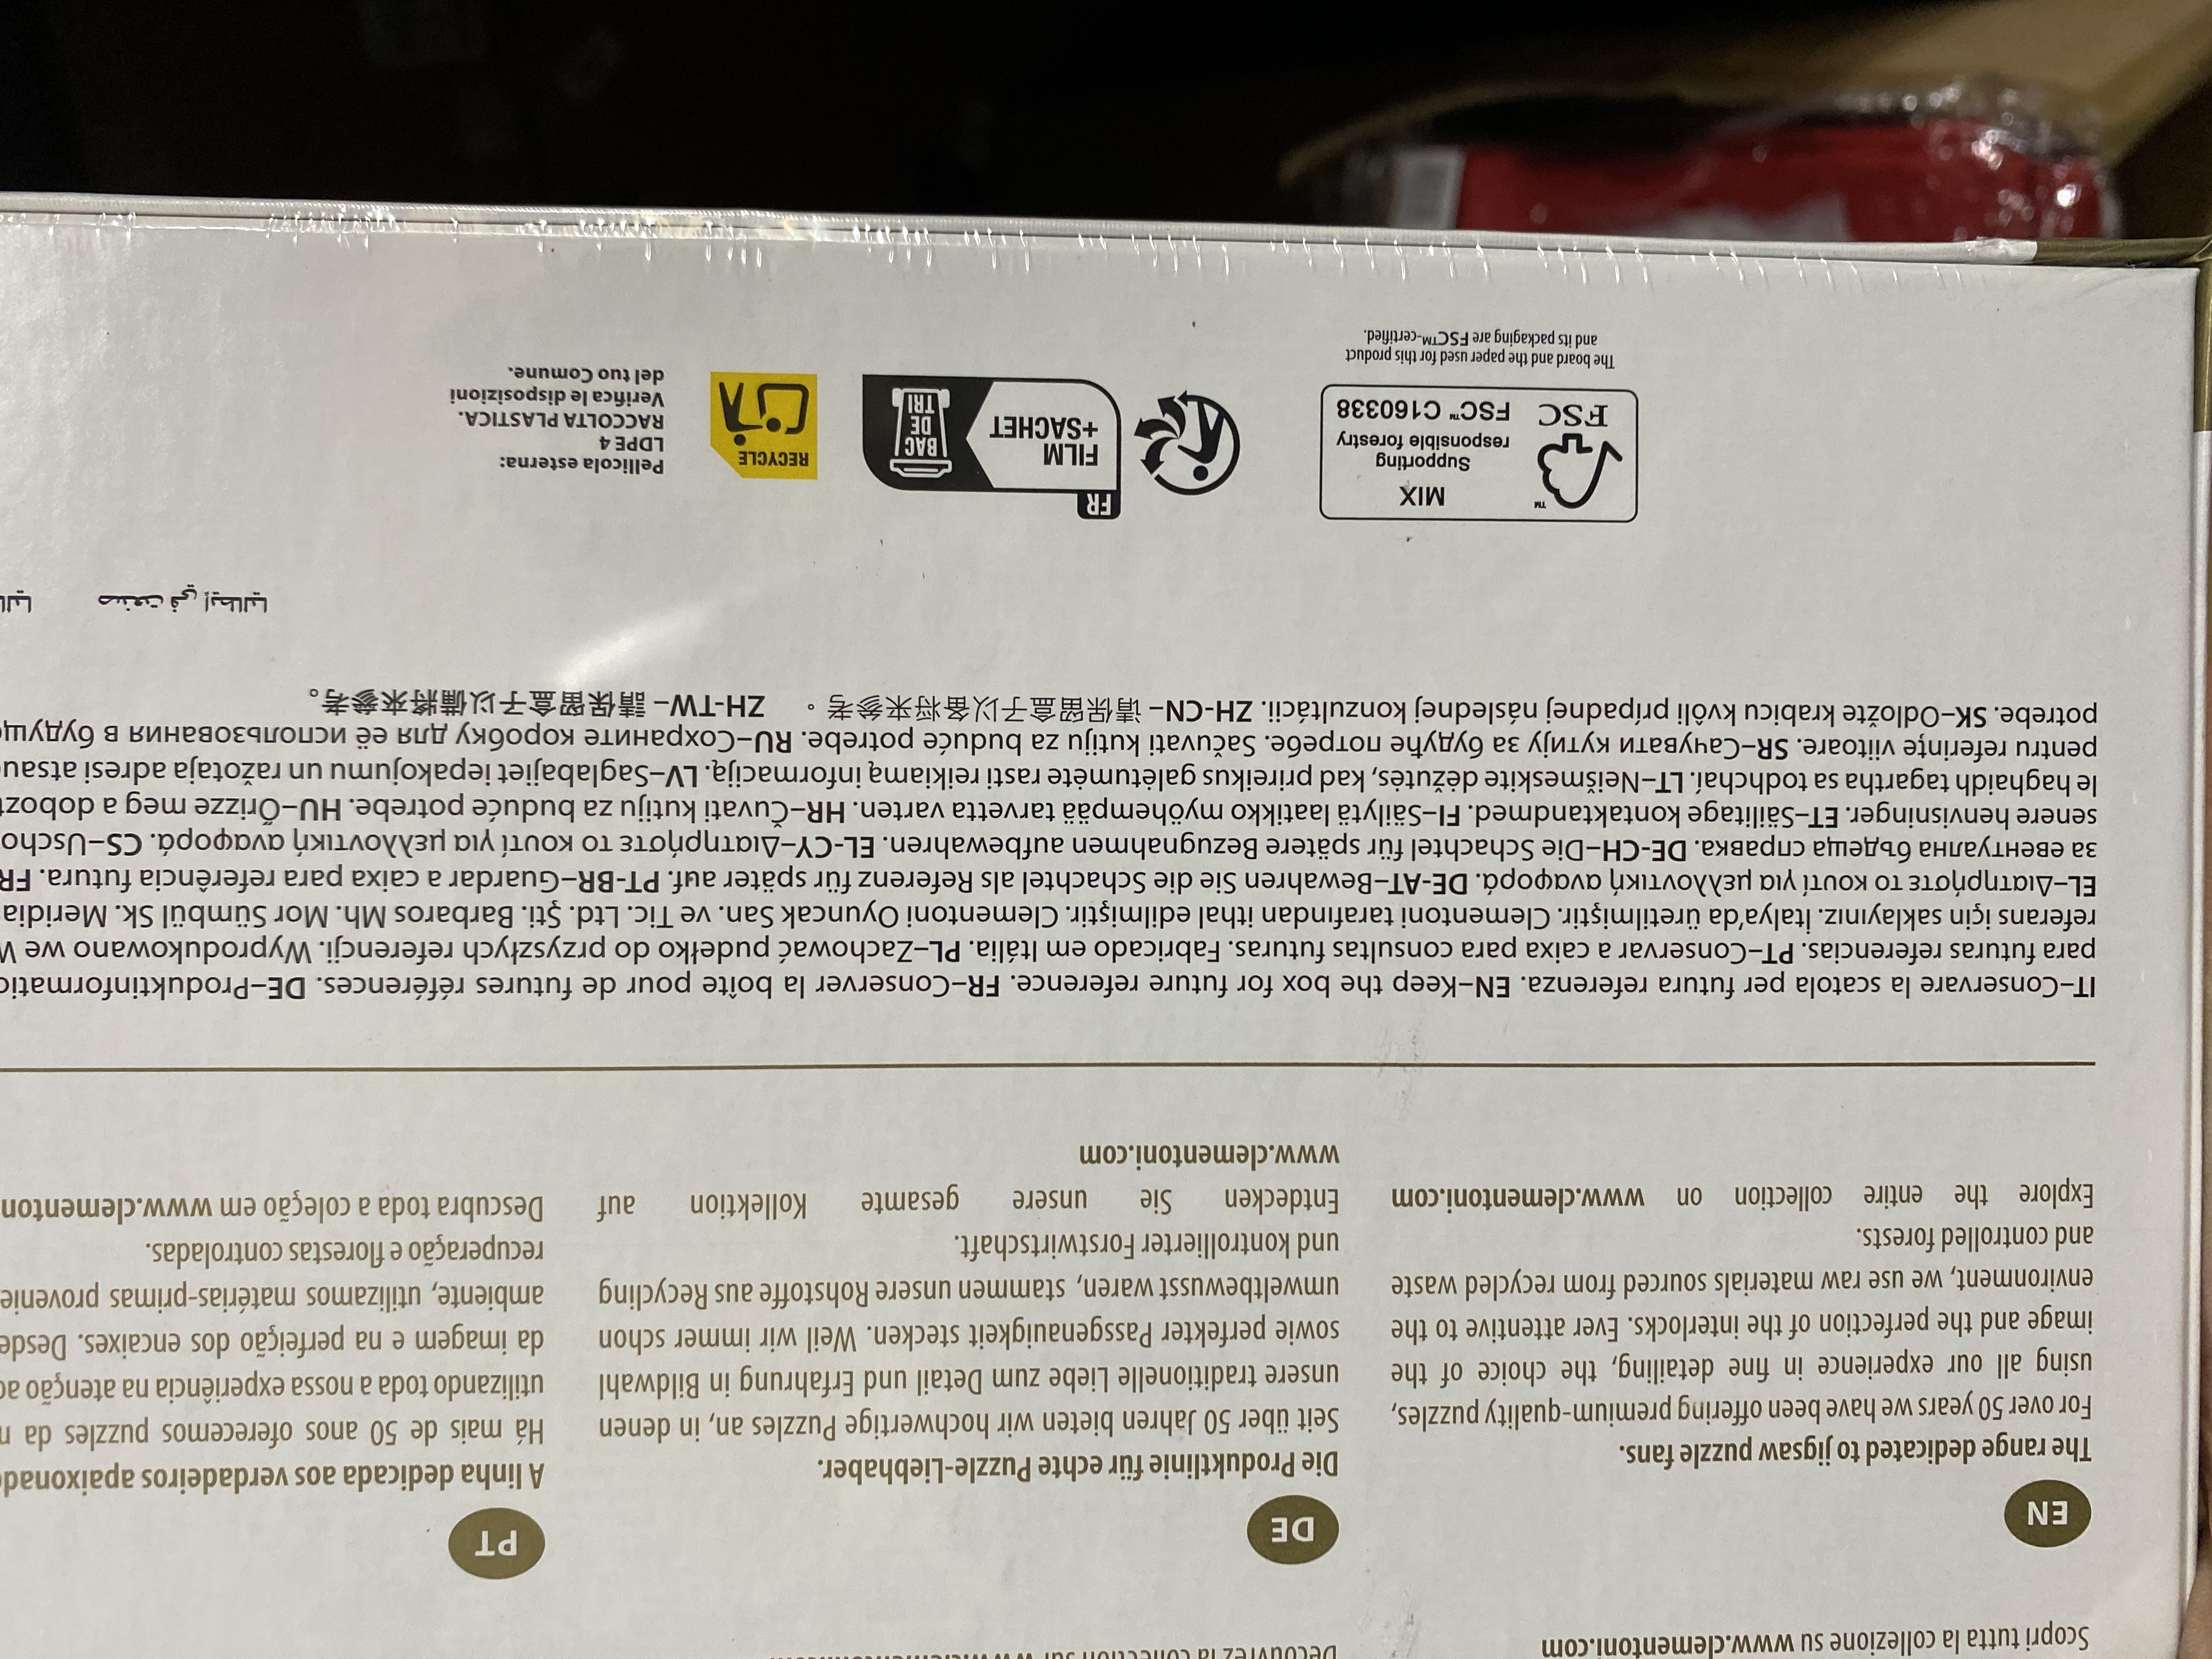 Scopri tutta la collezione su www.clementoni.com
EN
The range dedicated to jigsaw puzzle fans.
For over 50 years we have been offering premium-quality puzzles,
using all our experience in fine detailing, the choice of the
image and the perfection of the interlocks. Ever attentive to the
environment, we use raw materials sourced from recycled waste
and controlled forests.
Explore the entire collection on www.clementoni.com
DE
Die Produktlinie für echte Puzzle-Liebhaber.
Seit über 50 Jahren bieten wir hochwertige Puzzles an, in denen
unsere traditionelle Liebe zum Detail und Erfahrung in Bildwahl
sowie perfekter Passgenauigkeit stecken. Weil wir immer schon
umweltbewusst waren, stammen unsere Rohstoffe aus Recycling
und kontrollierter Forstwirtschaft.
Entdecken Sie unsere gesamte Kollektion auf
www.clementoni.com
PT
A linha dedicada aos verdadeiros
Há mais de 50 anos oferecemos puzzles da
utilizando toda a nossa experiência na atenção
da imagem e na perfeição dos encaixes. Desde
ambiente, utilizamos matérias-primas
recuperação e florestas controladas.
Descubra toda a coleção em
IT–Conservare la scatola per futura referenza. EN–Keep the box for future reference. FR–Conserver la boîte pour de futures références.
para futuras referencias. PT–Conservar a caixa para consultas futuras. Fabricado em Itália. PL–Zachować pudełko do przyszłych referencji. Wyprodukowano we
referans için saklayınız. İtalya'da üretilmiştir. Clementoni tarafından ithal edilmiştir. Clementoni Oyuncak San. ve Tic. Ltd. Şti. Barbaros Mh. Mor Sümbül Sk.
EL–Διατηρήστε το κουτί για μελλοντική αναφορά. DE-AT–Bewahren Sie die Schachtel als Referenz für später auf. PT-BR–Guardar a caixa para referência futura.
за евентуална бъдеща справка. DE-CH–Die Schachtel für spätere Bezugnahmen aufbewahren. EL-CY–Διατηρήστε το κουτί για μελλοντική αναφορά.
senere henvisninger. ET–Säilitage kontaktandmed. FI–Säilytä laatikko myöhempää tarvetta varten. HR–Čuvati kutiju za buduće potrebe. HU–Őrizze meg a
le haghaidh tagartha sa todhchaí. LT–Neišmeskite dėžutės, kad prireikus galėtumėte rasti reikiamą informaciją. LV–Saglabājiet iepakojumu un ražotāja adresi
pentru referințe viitoare. SR–Сачувати кутију за будуће потребе. Sačuvati kutiju za buduće potrebe. RU–Сохраните коробку для её использования в
potrebe. SK–Odložte krabicu kvôli prípadnej následnej konzultácii. ZH-CN– 请保留盒子以备将来参考。 ZH-TW– 請保留盒子以備將來參考。
صنعت في إيطاليا
MIX
Supporting
responsible forestry
FSC™ C160338
FSC
The board and the paper used for this product
and its packaging are FSC™-certified.
FR
FILM
+SACHET
BAC
DE
TRI
RECYCLE
Pellicola esterna:
LDPE 4
RACCOLTA PLASTICA.
Verifica le disposizioni
del tuo Comune.